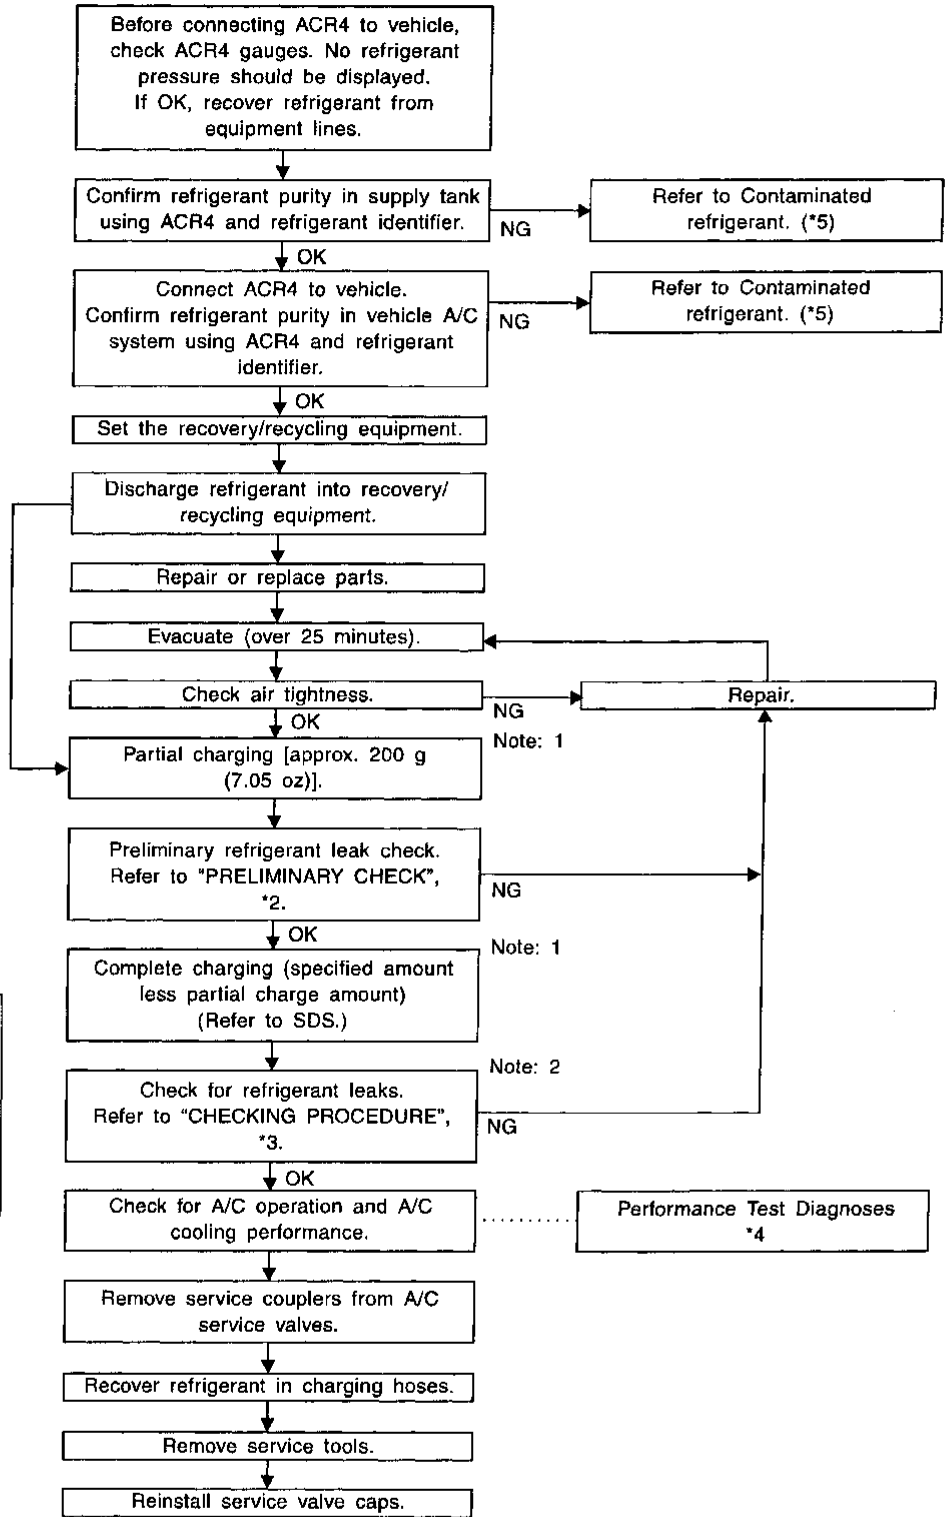 Before connecting ACR4 to vehicle,
check ACR4 gauges. No refrigerant
pressure should be displayed.
If OK, recover refrigerant from
equipment lines.
Confirm refrigerant purity in supply tank
using ACR4 and refrigerant identifier.
NG
Refer to Contaminated
refrigerant. (*5)
OK
Connect ACR4 to vehicle.
Confirm refrigerant purity in vehicle A/C
system using ACR4 and refrigerant
identifier.
NG
Refer to Contaminated
refrigerant. (*5)
OK
Set the recovery/recycling equipment.
Discharge refrigerant into recovery/
recycling equipment.
Repair or replace parts.
Evacuate (over 25 minutes).
Check air tightness.
NG
Repair.
OK
Note: 1
Partial charging [approx. 200 g
(7.05 oz)].
Preliminary refrigerant leak check.
Refer to "PRELIMINARY CHECK",
*2.
NG
OK
Note: 1
Complete charging (specified amount
less partial charge amount)
(Refer to SDS.)
Note: 2
Check for refrigerant leaks.
Refer to "CHECKING PROCEDURE",
*3.
NG
OK
Check for A/C operation and A/C
cooling performance.
Performance Test Diagnoses
*4
Remove service couplers from A/C
service valves.
Recover refrigerant in charging hoses.
Remove service tools.
Reinstall service valve caps.